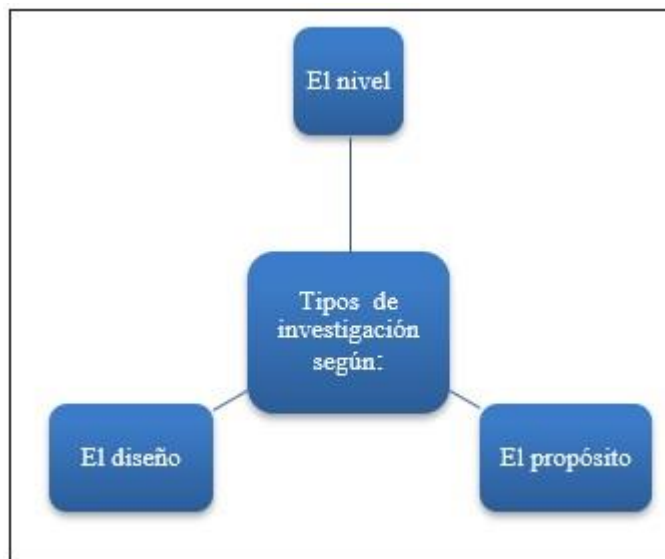 El nivel
Tipos de
investigación
según:
El diseño
El propósito